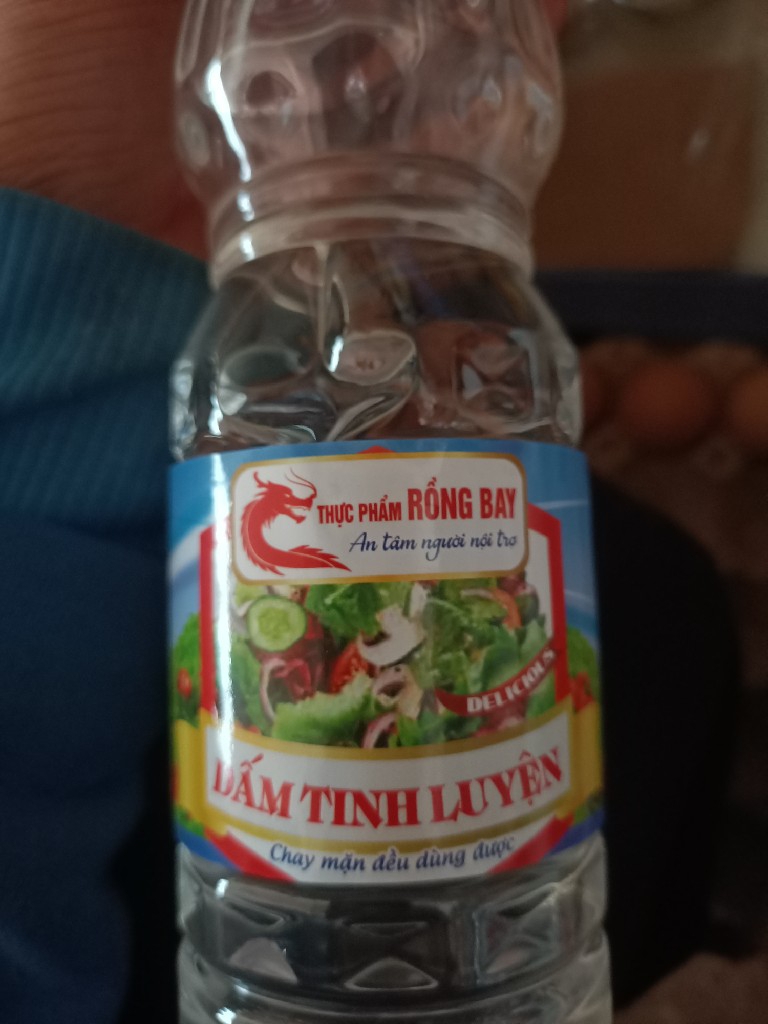 THỰC PHẨM RỒNG BAY
An tâm người nội trợ
DELICIOUS
DẤM TINH LUYỆN
Chay mặn đều dùng được